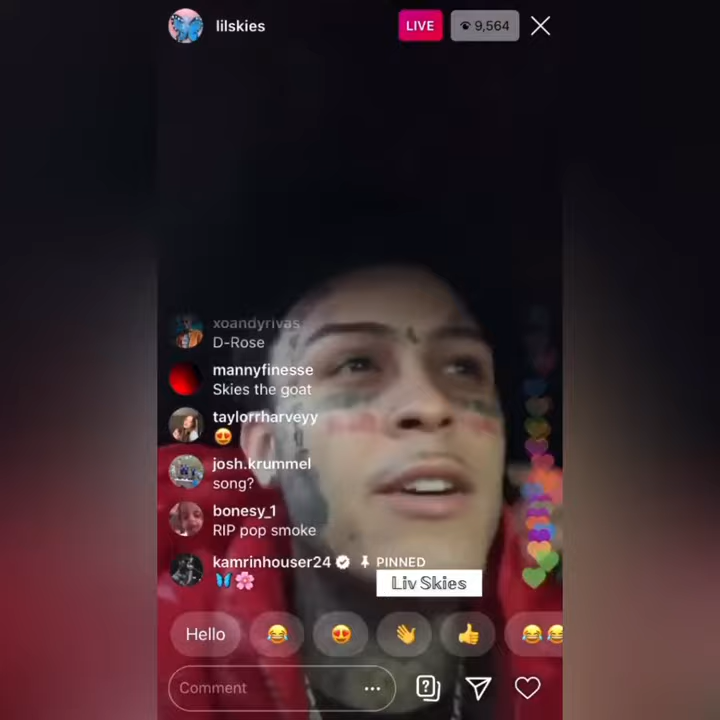 lilskies
LIVE
9,564
xoandyrivas
D-Rose
mannyfinesse
Skies the goat
taylorrharveyy
😍
josh.krummel
song?
bonesy_1
RIP pop smoke
kamrinhouser24 PINNED
🦋🌸
Liv Skies
Hello 😂 😍 👋 👍 😂😂
Comment